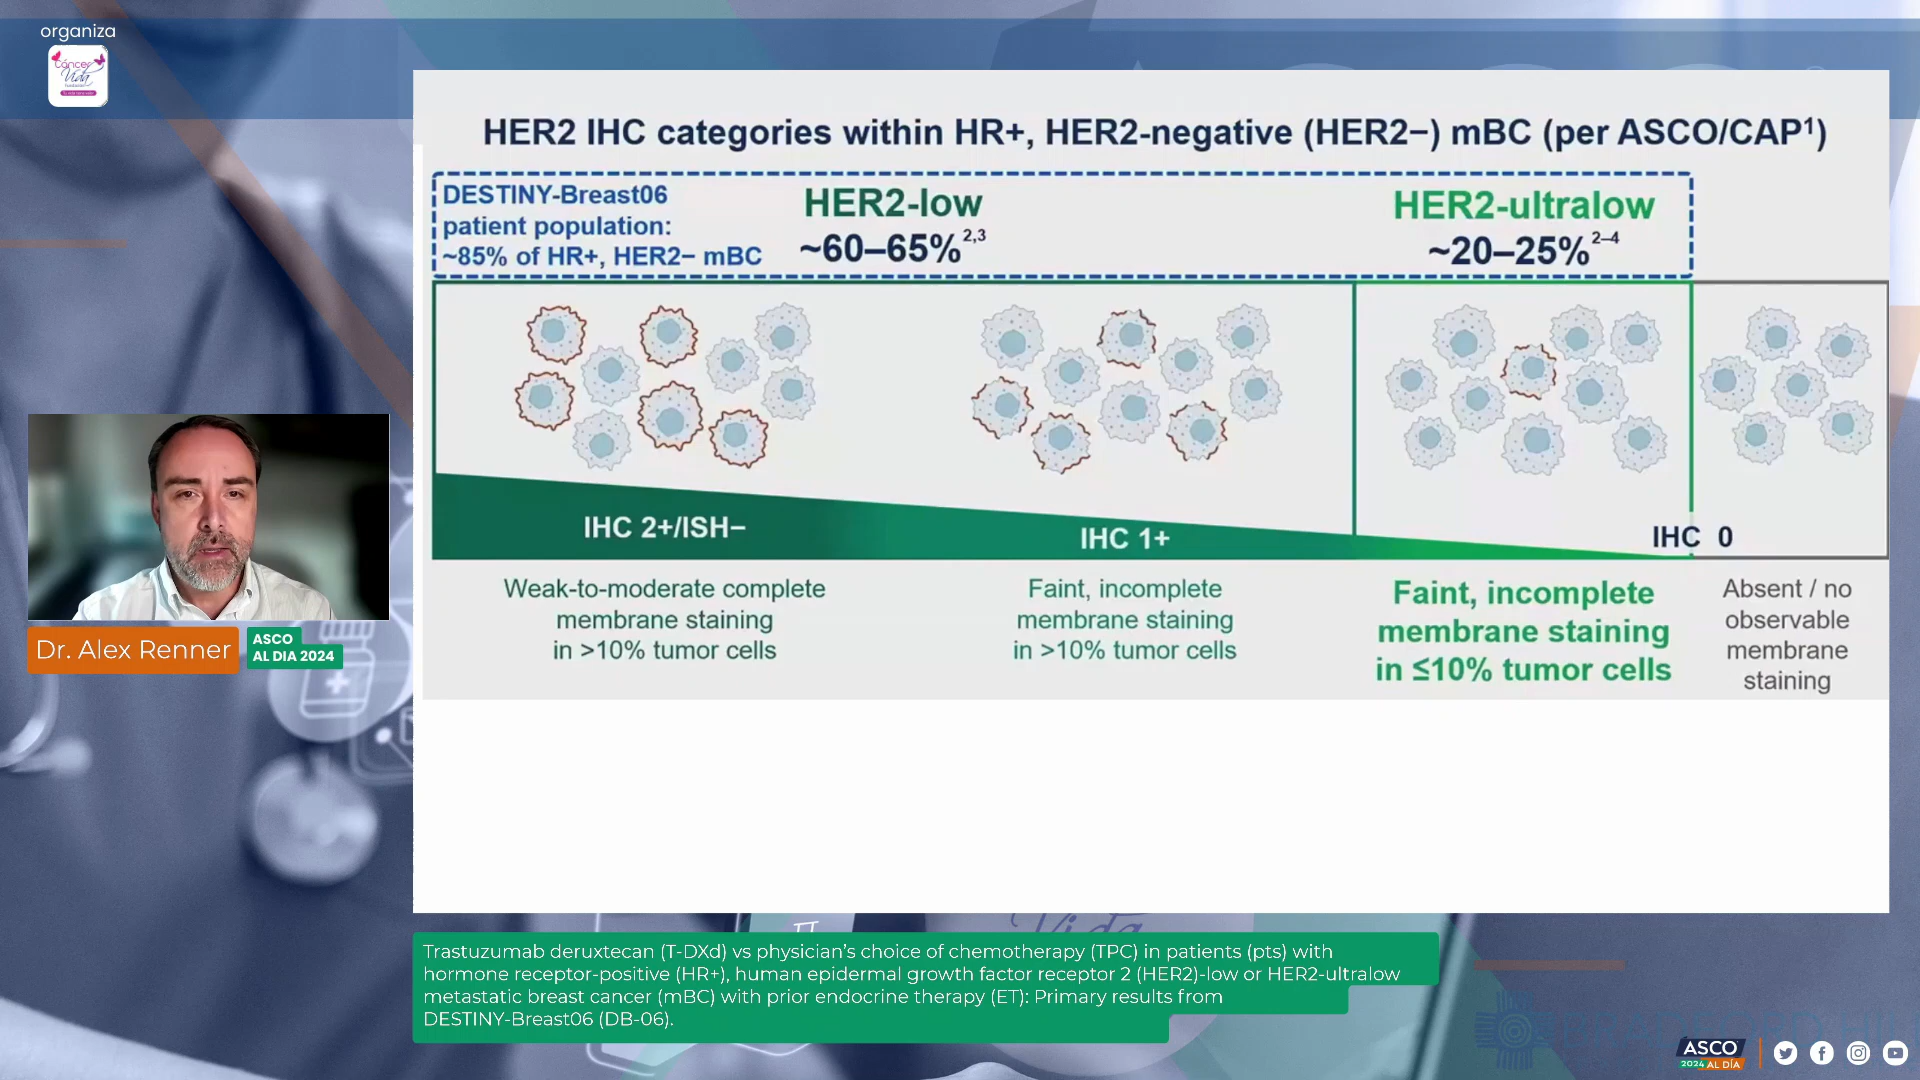 organiza
Cáncer
Vida
HER2 IHC categories within HR+, HER2-negative (HER2−) mBC (per ASCO/CAP¹)
DESTINY-Breast06
patient population:
~85% of HR+, HER2− mBC
HER2-low
~60–65%²,³
HER2-ultralow
~20–25%²⁻⁴
IHC 2+/ISH−
IHC 1+
IHC 0
Weak-to-moderate complete
membrane staining
in >10% tumor cells
Faint, incomplete
membrane staining
in >10% tumor cells
Faint, incomplete
membrane staining
in ≤10% tumor cells
Absent / no
observable
membrane
staining
Dr. Alex Renner
ASCO
AL DIA 2024
Vida
Trastuzumab deruxtecan (T-DXd) vs physician's choice of chemotherapy (TPC) in patients (pts) with
hormone receptor-positive (HR+), human epidermal growth factor receptor 2 (HER2)-low or HER2-ultralow
metastatic breast cancer (mBC) with prior endocrine therapy (ET): Primary results from
DESTINY-Breast06 (DB-06).
ASCO
2024 AL DÍA